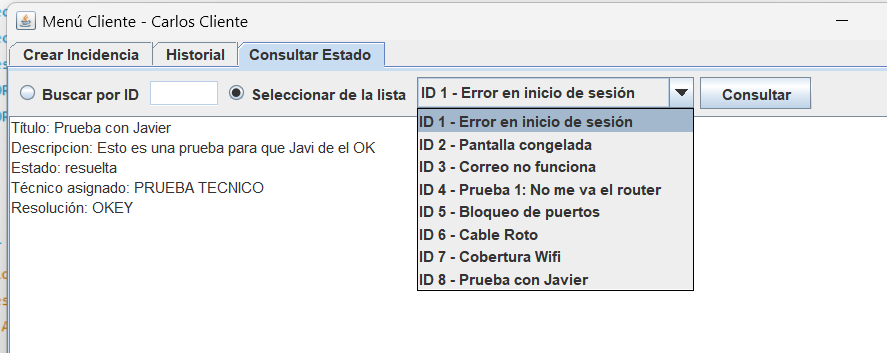 Menú Cliente - Carlos Cliente
Crear Incidencia Historial Consultar Estado
Buscar por ID Seleccionar de la lista ID 1 - Error en inicio de sesión Consultar
ID 1 - Error en inicio de sesión
ID 2 - Pantalla congelada
ID 3 - Correo no funciona
ID 4 - Prueba 1: No me va el router
ID 5 - Bloqueo de puertos
ID 6 - Cable Roto
ID 7 - Cobertura Wifi
ID 8 - Prueba con Javier
Título: Prueba con Javier
Descripcion: Esto es una prueba para que Javi de el OK
Estado: resuelta
Técnico asignado: PRUEBA TECNICO
Resolución: OKEY